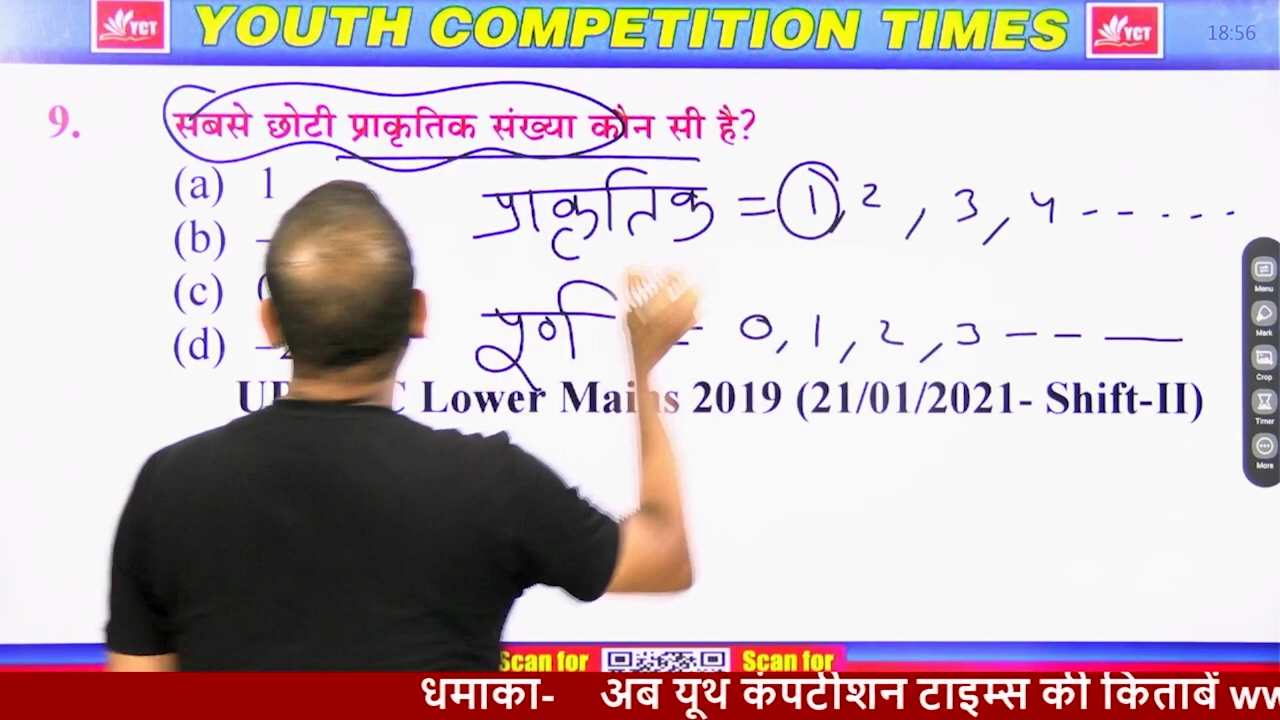 YCT YOUTH COMPETITION TIMES YCT
18:56
9. सबसे छोटी प्राकृतिक संख्या कौन सी है?
(a) 1
प्राकृतिक = 1, 2, 3, 4 - - - - -
(b) –
(c)
पूर्ण = 0, 1, 2, 3 - - -
(d)
Lower Mains 2019 (21/01/2021- Shift-II)
Menu
Mark
Crop
Timer
More
Scan for Scan for
धमाका- अब यूथ कंपटीशन टाइम्स की किताबें ww